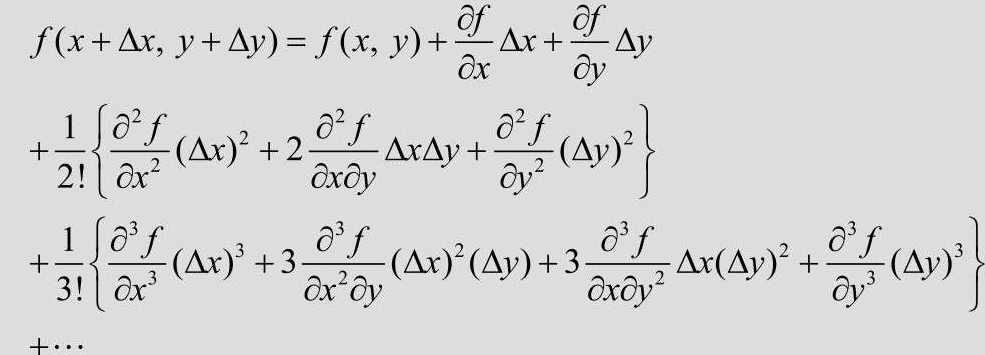 f(x + Δx, y + Δy) = f(x, y) + ∂f/∂x Δx + ∂f/∂y Δy
+ 1/2! { ∂²f/∂x² (Δx)² + 2 ∂²f/∂x∂y ΔxΔy + ∂²f/∂y² (Δy)² }
+ 1/3! { ∂³f/∂x³ (Δx)³ + 3 ∂³f/∂x²∂y (Δx)²(Δy) + 3 ∂³f/∂x∂y² Δx(Δy)² + ∂³f/∂y³ (Δy)³ }
+ ⋯